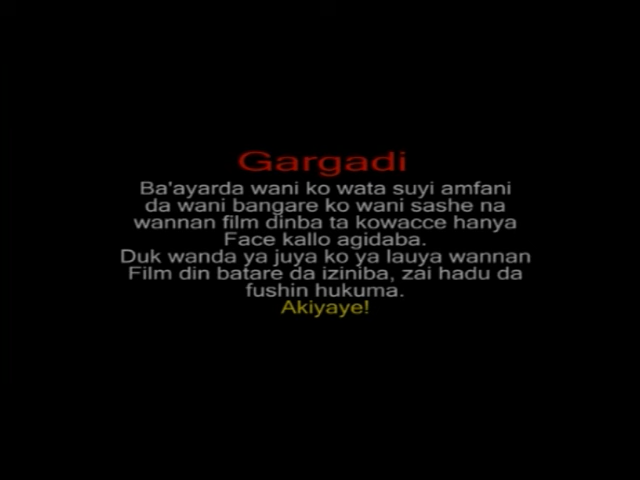 Gargadi
Ba'ayarda wani ko wata suyi amfani
da wani bangare ko wani sashe na
wannan film dinba ta kowacce hanya
Face kallo agidaba.
Duk wanda ya juya ko ya lauya wannan
Film din batare da iziniba, zai hadu da
fushin hukuma.
Akiyaye!